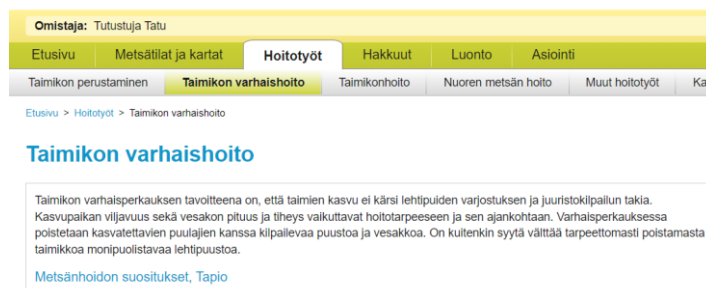 Omistaja: Tutustuja Tatu
Etusivu Metsätilat ja kartat Hoitotyöt Hakkuut Luonto Asiointi
Taimikon perustaminen Taimikon varhaishoito Taimikonhoito Nuoren metsän hoito Muut hoitotyöt Ka
Etusivu > Hoitotyöt > Taimikon varhaishoito
Taimikon varhaishoito
Taimikon varhaisperkauksen tavoitteena on, että taimien kasvu ei kärsi lehtipuiden varjostuksen ja juuristokilpailun takia.
Kasvupaikan viljavuus sekä vesakon pituus ja tiheys vaikuttavat hoitotarpeeseen ja sen ajankohtaan. Varhaisperkauksessa
poistetaan kasvatettavien puulajien kanssa kilpailevaa puustoa ja vesakkoa. On kuitenkin syytä välttää tarpeettomasti poistamasta
taimikkoa monipuolistavaa lehtipuustoa.
Metsänhoidon suositukset, Tapio